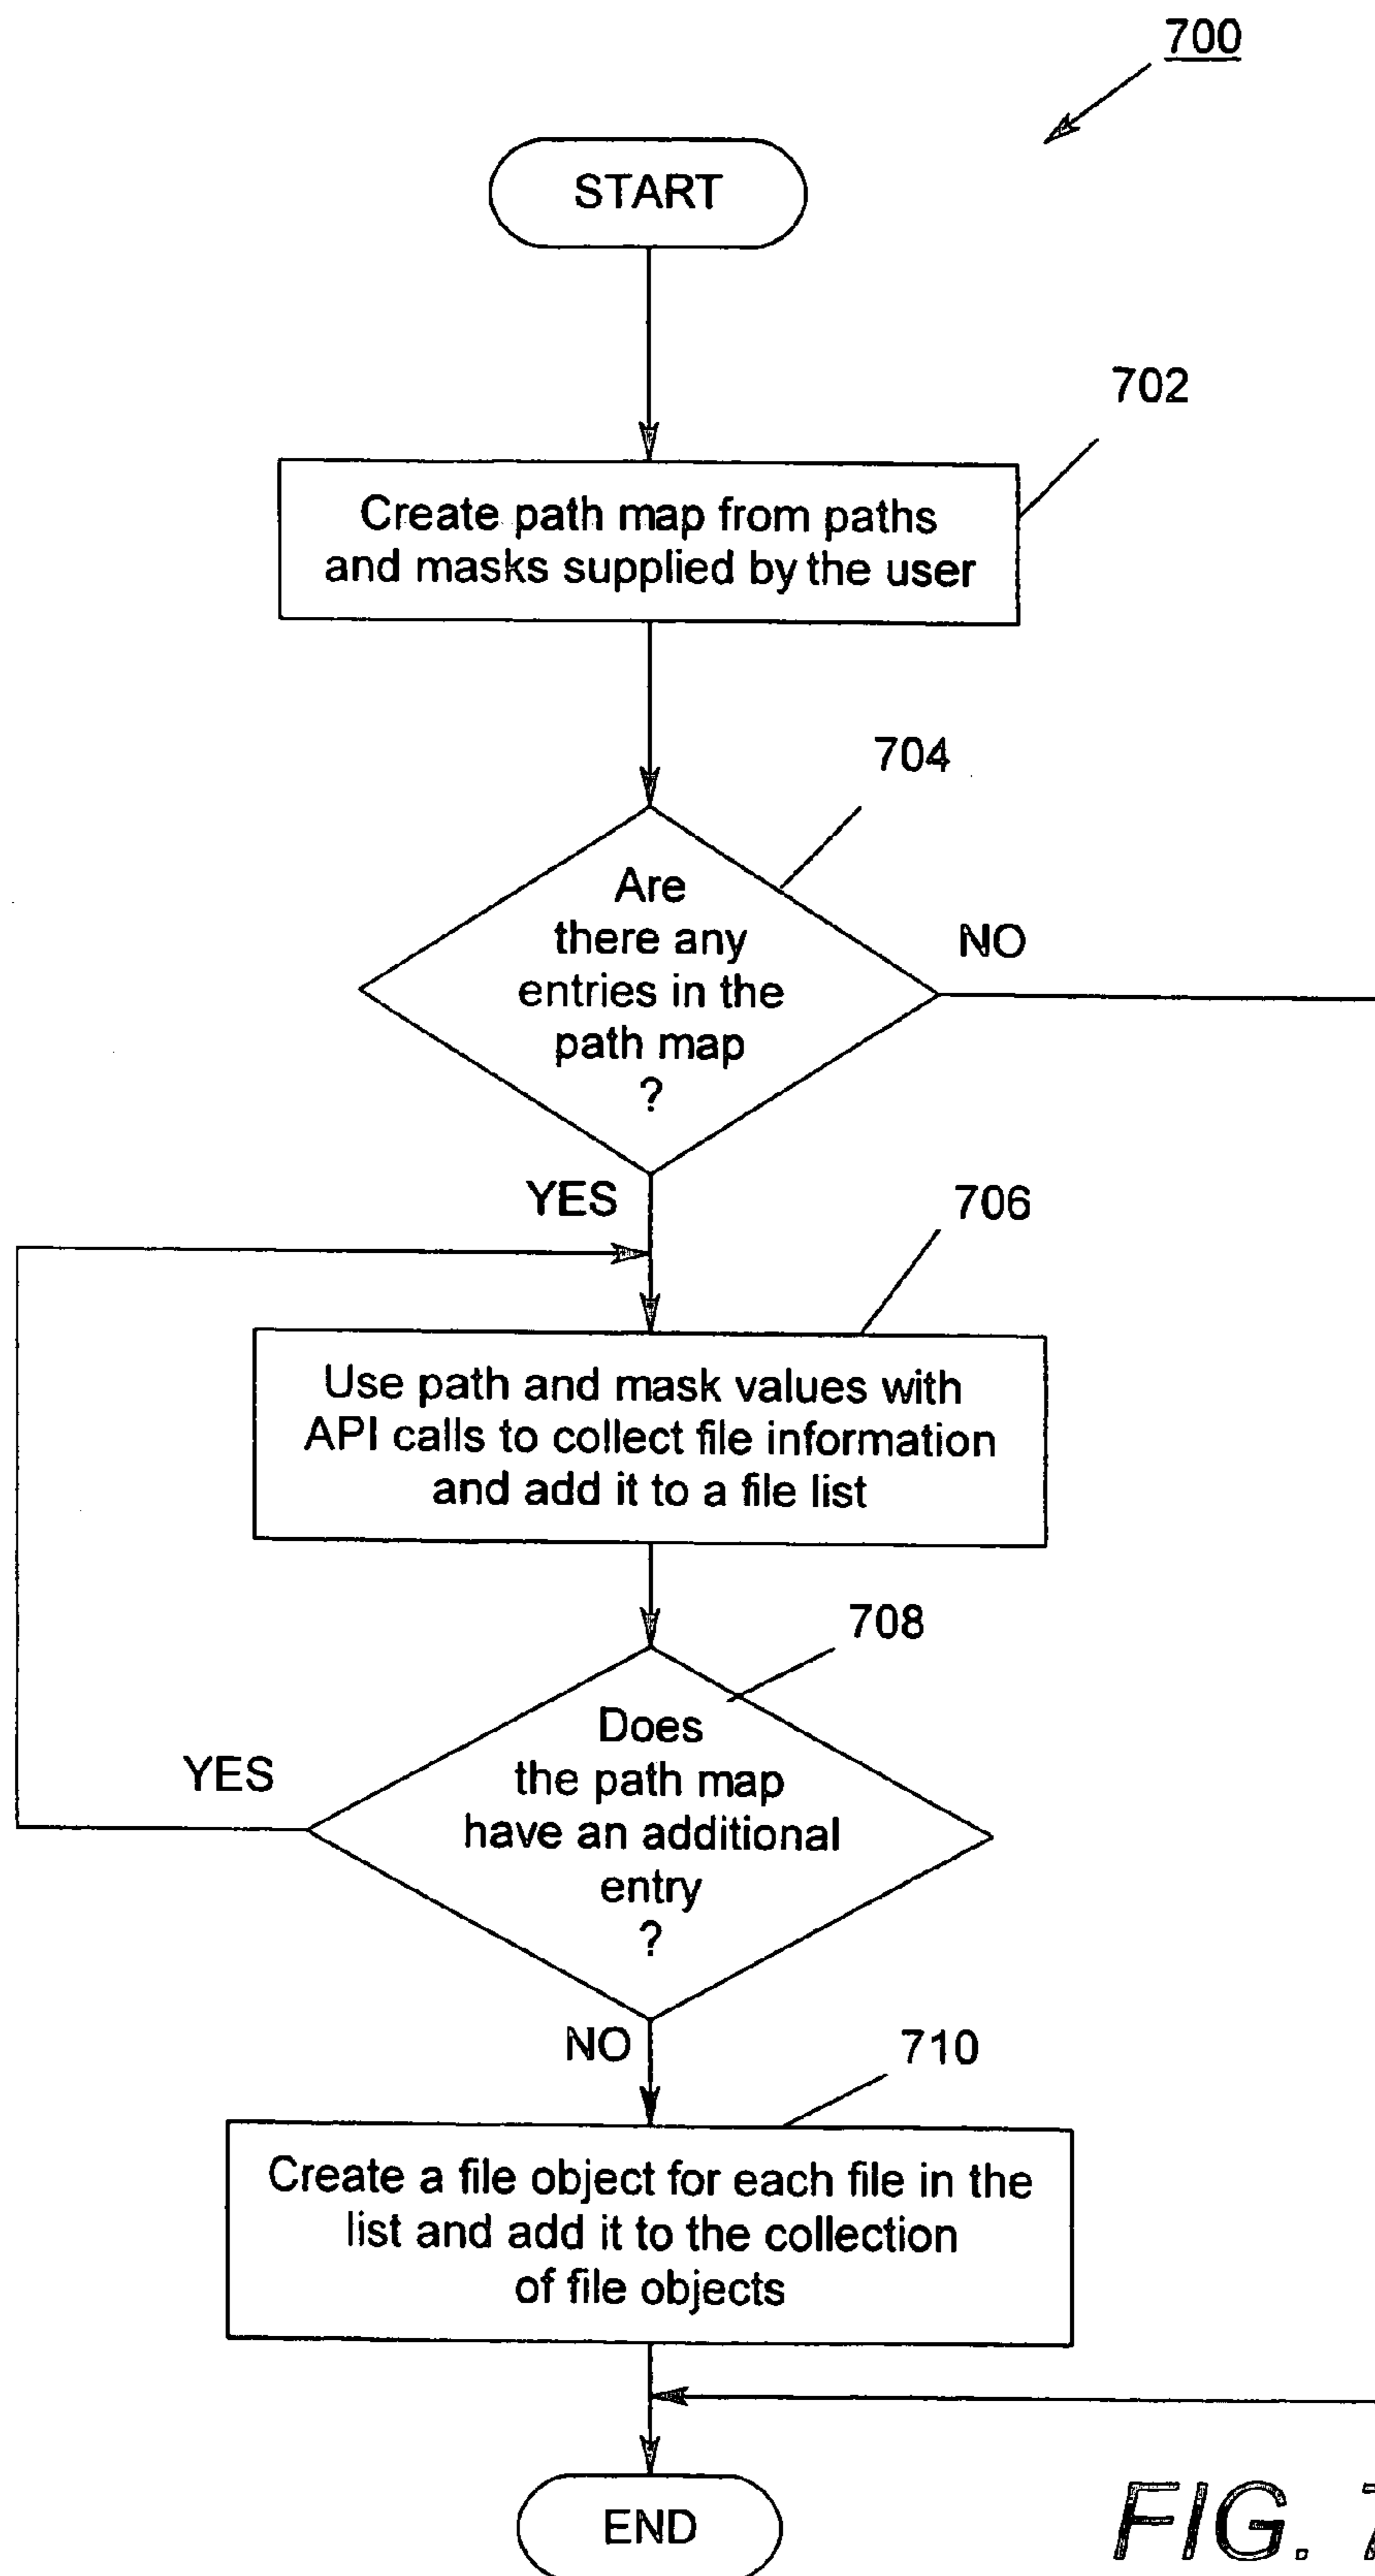 700
START
702
Create path map from paths
and masks supplied by the user
704
Are
there any
entries in the
path map
?
NO
YES
706
Use path and mask values with
API calls to collect file information
and add it to a file list
708
Does
the path map
have an additional
entry
?
YES
NO
710
Create a file object for each file in the
list and add it to the collection
of file objects
END
FIG. 7